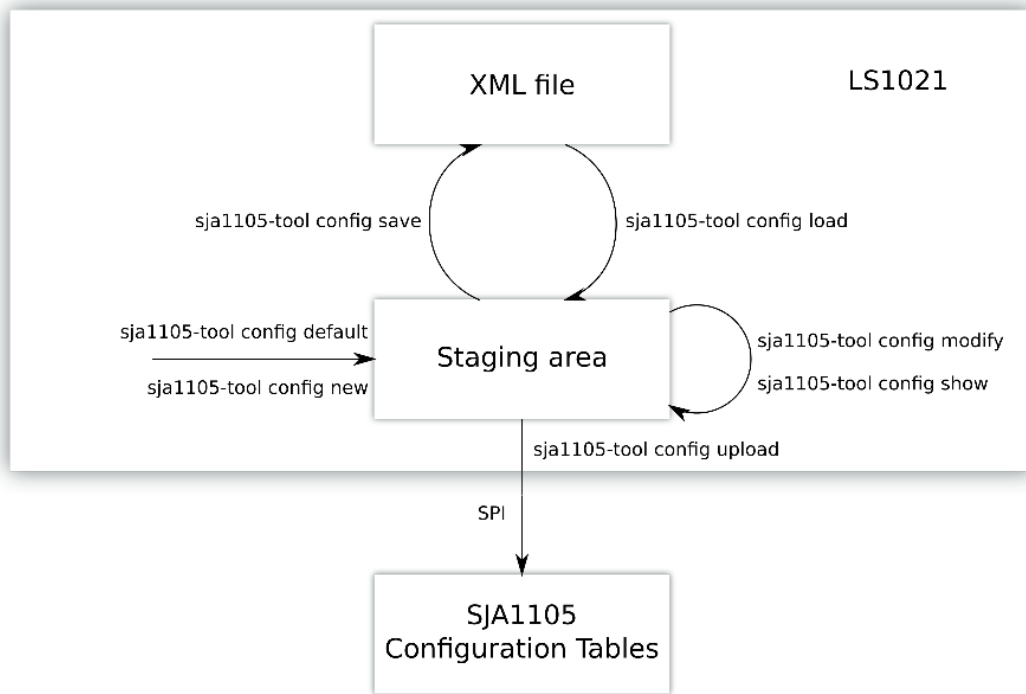 XML file
LS1021
sja1105-tool config save
sja1105-tool config load
sja1105-tool config default
sja1105-tool config new
Staging area
sja1105-tool config modify
sja1105-tool config show
sja1105-tool config upload
SPI
SJA1105
Configuration Tables